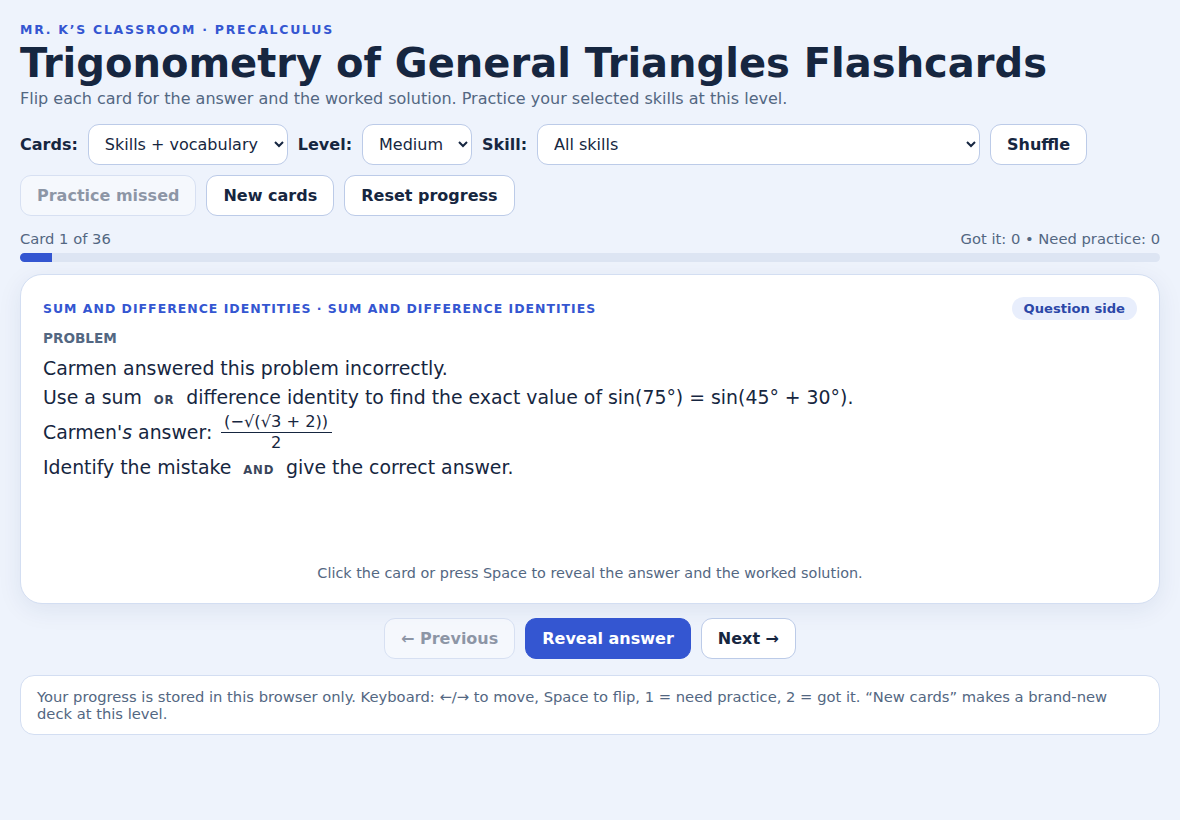 MR. K’S CLASSROOM · PRECALCULUS
Trigonometry of General Triangles Flashcards
Flip each card for the answer and the worked solution. Practice your selected skills at this level.
Cards: Skills + vocabulary Level: Medium Skill: All skills Shuffle
Practice missed New cards Reset progress
Card 1 of 36 Got it: 0 • Need practice: 0
SUM AND DIFFERENCE IDENTITIES · SUM AND DIFFERENCE IDENTITIES Question side
PROBLEM
Carmen answered this problem incorrectly.
Use a sum OR difference identity to find the exact value of sin(75°) = sin(45° + 30°).
Carmen's answer: (−√(√3 + 2))/2
Identify the mistake AND give the correct answer.
Click the card or press Space to reveal the answer and the worked solution.
← Previous Reveal answer Next →
Your progress is stored in this browser only. Keyboard: ←/→ to move, Space to flip, 1 = need practice, 2 = got it. “New cards” makes a brand-new
deck at this level.